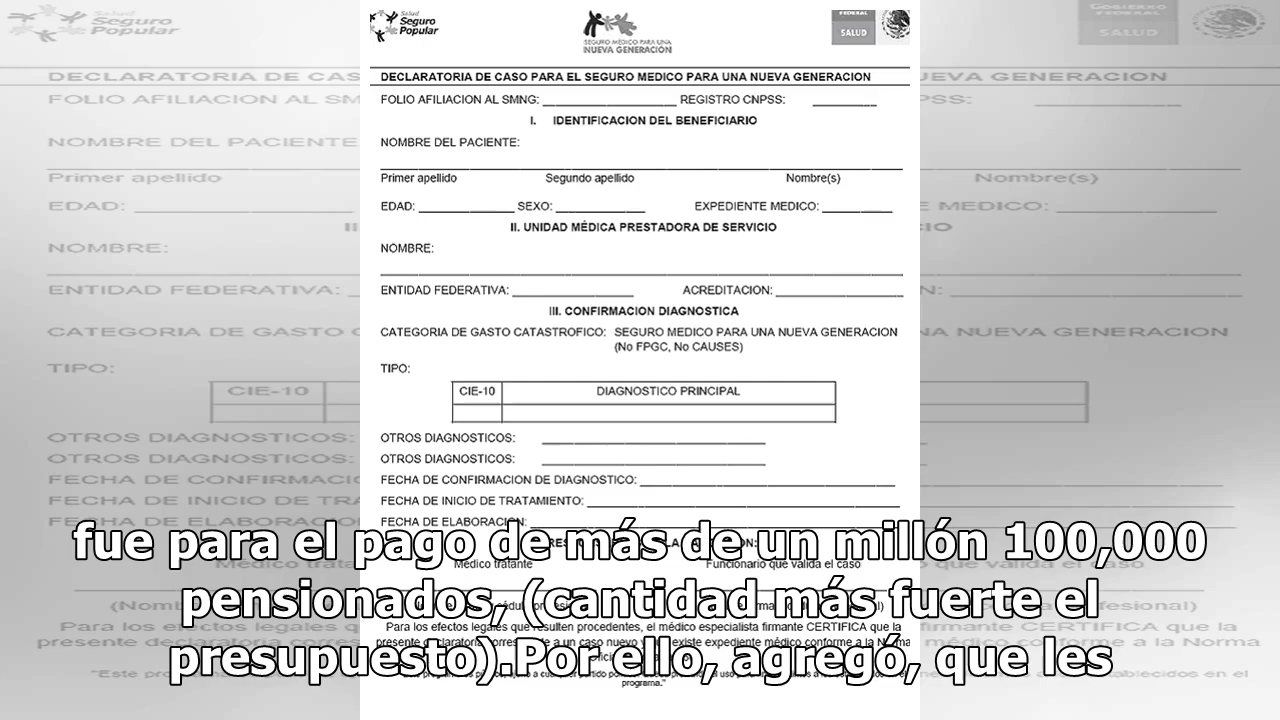 Salud
Seguro
Popular
SEGURO MÉDICO PARA UNA
NUEVA GENERACIÓN
GOBIERNO
FEDERAL
SALUD
DECLARATORIA DE CASO PARA EL SEGURO MEDICO PARA UNA NUEVA GENERACION
FOLIO AFILIACION AL SMNG: REGISTRO CNPSS:
I. IDENTIFICACION DEL BENEFICIARIO
NOMBRE DEL PACIENTE:
Primer apellido Segundo apellido Nombre(s)
EDAD: SEXO: EXPEDIENTE MEDICO:
II. UNIDAD MÉDICA PRESTADORA DE SERVICIO
NOMBRE:
ENTIDAD FEDERATIVA: ACREDITACION:
III. CONFIRMACION DIAGNOSTICA
CATEGORIA DE GASTO CATASTROFICO: SEGURO MEDICO PARA UNA NUEVA GENERACION
(No FPGC, No CAUSES)
TIPO:
CIE-10 DIAGNOSTICO PRINCIPAL
OTROS DIAGNOSTICOS:
OTROS DIAGNOSTICOS:
FECHA DE CONFIRMACION DE DIAGNOSTICO:
FECHA DE INICIO DE TRATAMIENTO:
FECHA DE ELABORACION:
Medico tratante Funcionario que valida el caso
Para los efectos legales que resulten procedentes, el médico especialista firmante CERTIFICA que la
fue para el pago de más de un millón 100,000
pensionados, (cantidad más fuerte el
presupuesto).Por ello, agregó, que les